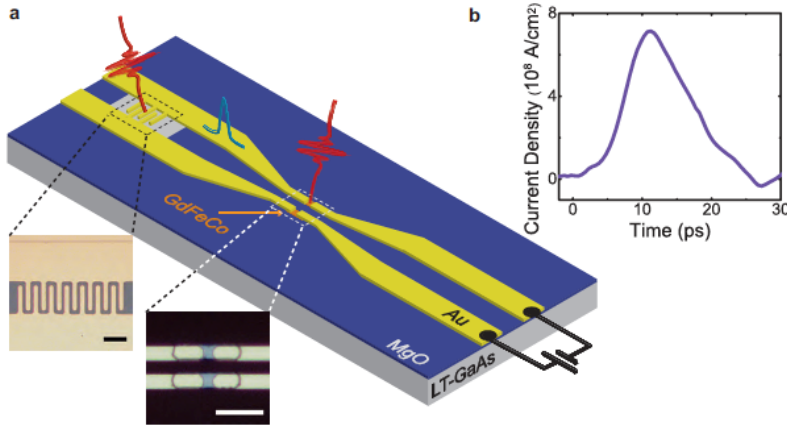 a
b
GdFeCo
Au
MgO
LT-GaAs
Current Density (10⁸ A/cm²)
8
4
0
0
10
20
30
Time (ps)